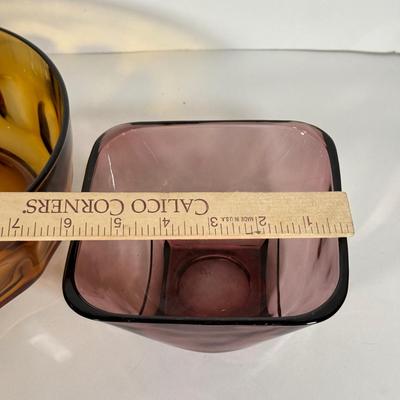 CALICO CORNERS® MADE IN U.S.A.
7 6 5 4 3 2 1